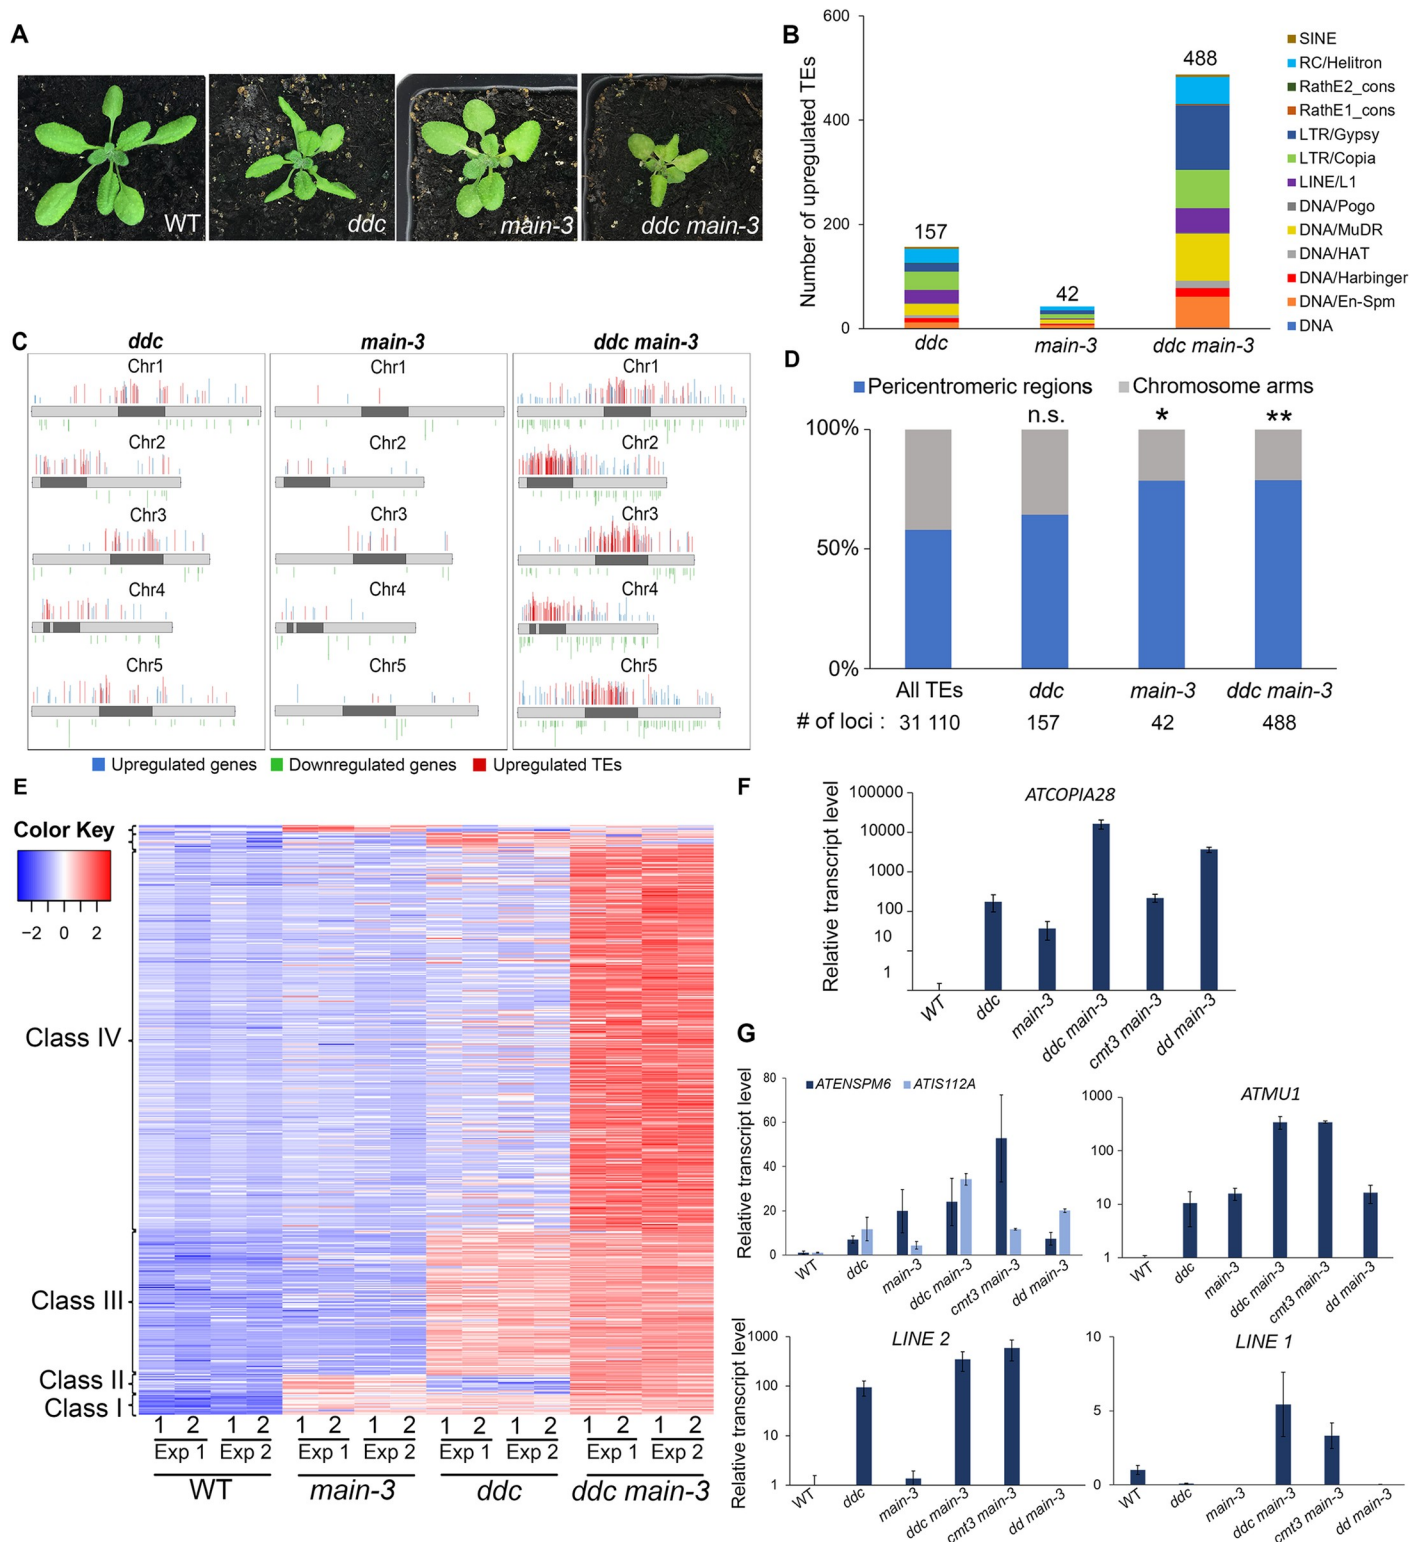 A
WT
ddc
main-3
ddc main-3
B
Number of upregulated TEs
600
400
200
0
157
42
488
ddc
main-3
ddc main-3
SINE
RC/Helitron
RathE2_cons
RathE1_cons
LTR/Gypsy
LTR/Copia
LINE/L1
DNA/Pogo
DNA/MuDR
DNA/HAT
DNA/Harbinger
DNA/En-Spm
DNA
C
ddc
main-3
ddc main-3
Chr1
Chr1
Chr1
Chr2
Chr2
Chr2
Chr3
Chr3
Chr3
Chr4
Chr4
Chr4
Chr5
Chr5
Chr5
Upregulated genes
Downregulated genes
Upregulated TEs
D
Pericentromeric regions
Chromosome arms
n.s.
*
**
100%
50%
0%
All TEs
ddc
main-3
ddc main-3
# of loci :
31 110
157
42
488
E
Color Key
−2 0 2
Class IV
Class III
Class II
Class I
1 2 1 2 1 2 1 2 1 2 1 2 1 2 1 2
Exp 1 Exp 2 Exp 1 Exp 2 Exp 1 Exp 2 Exp 1 Exp 2
WT main-3 ddc ddc main-3
F
ATCOPIA28
Relative transcript level
100000
10000
1000
100
10
1
WT
ddc
main-3
ddc main-3
cmt3 main-3
dd main-3
G
Relative transcript level
80
60
40
20
0
ATENSPM6
ATIS112A
WT
ddc
main-3
ddc main-3
cmt3 main-3
dd main-3
ATMU1
1000
100
10
1
WT
ddc
main-3
ddc main-3
cmt3 main-3
dd main-3
LINE 2
Relative transcript level
1000
100
10
1
WT
ddc
main-3
ddc main-3
cmt3 main-3
dd main-3
LINE 1
10
5
0
WT
ddc
main-3
ddc main-3
cmt3 main-3
dd main-3